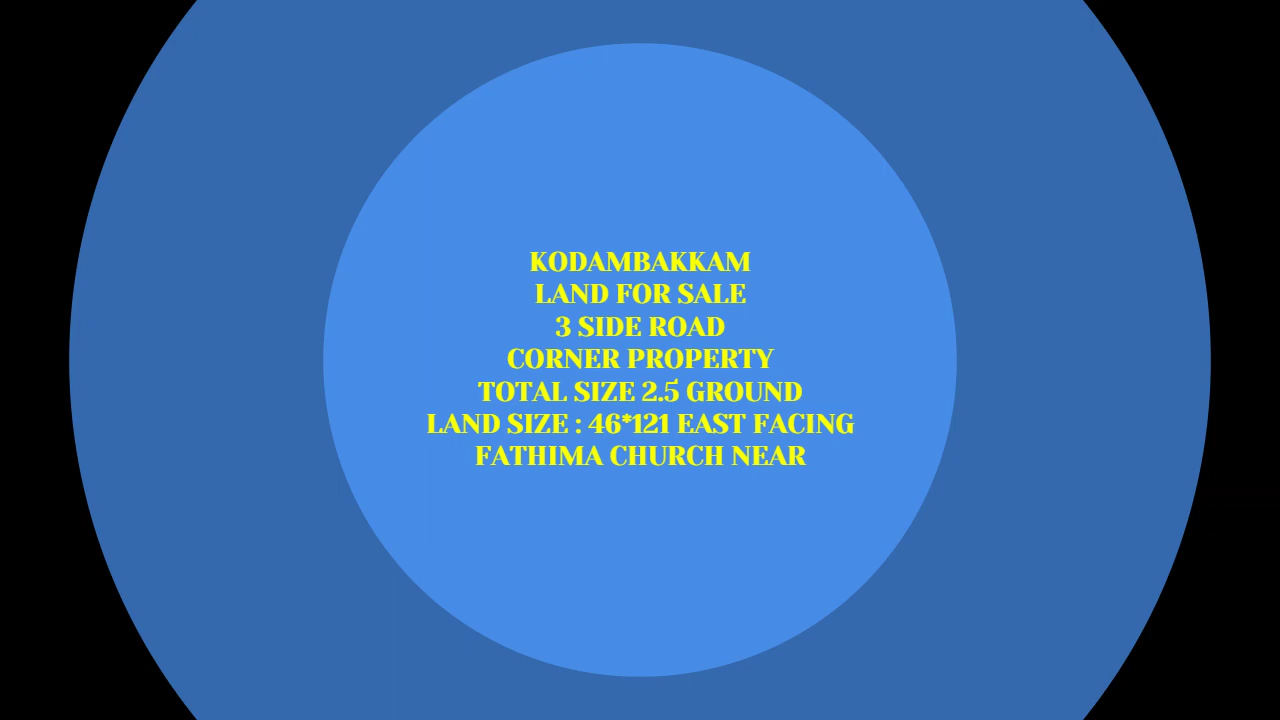 KODAMBAKKAM
LAND FOR SALE
3 SIDE ROAD
CORNER PROPERTY
TOTAL SIZE 2.5 GROUND
LAND SIZE : 46*121 EAST FACING
FATHIMA CHURCH NEAR